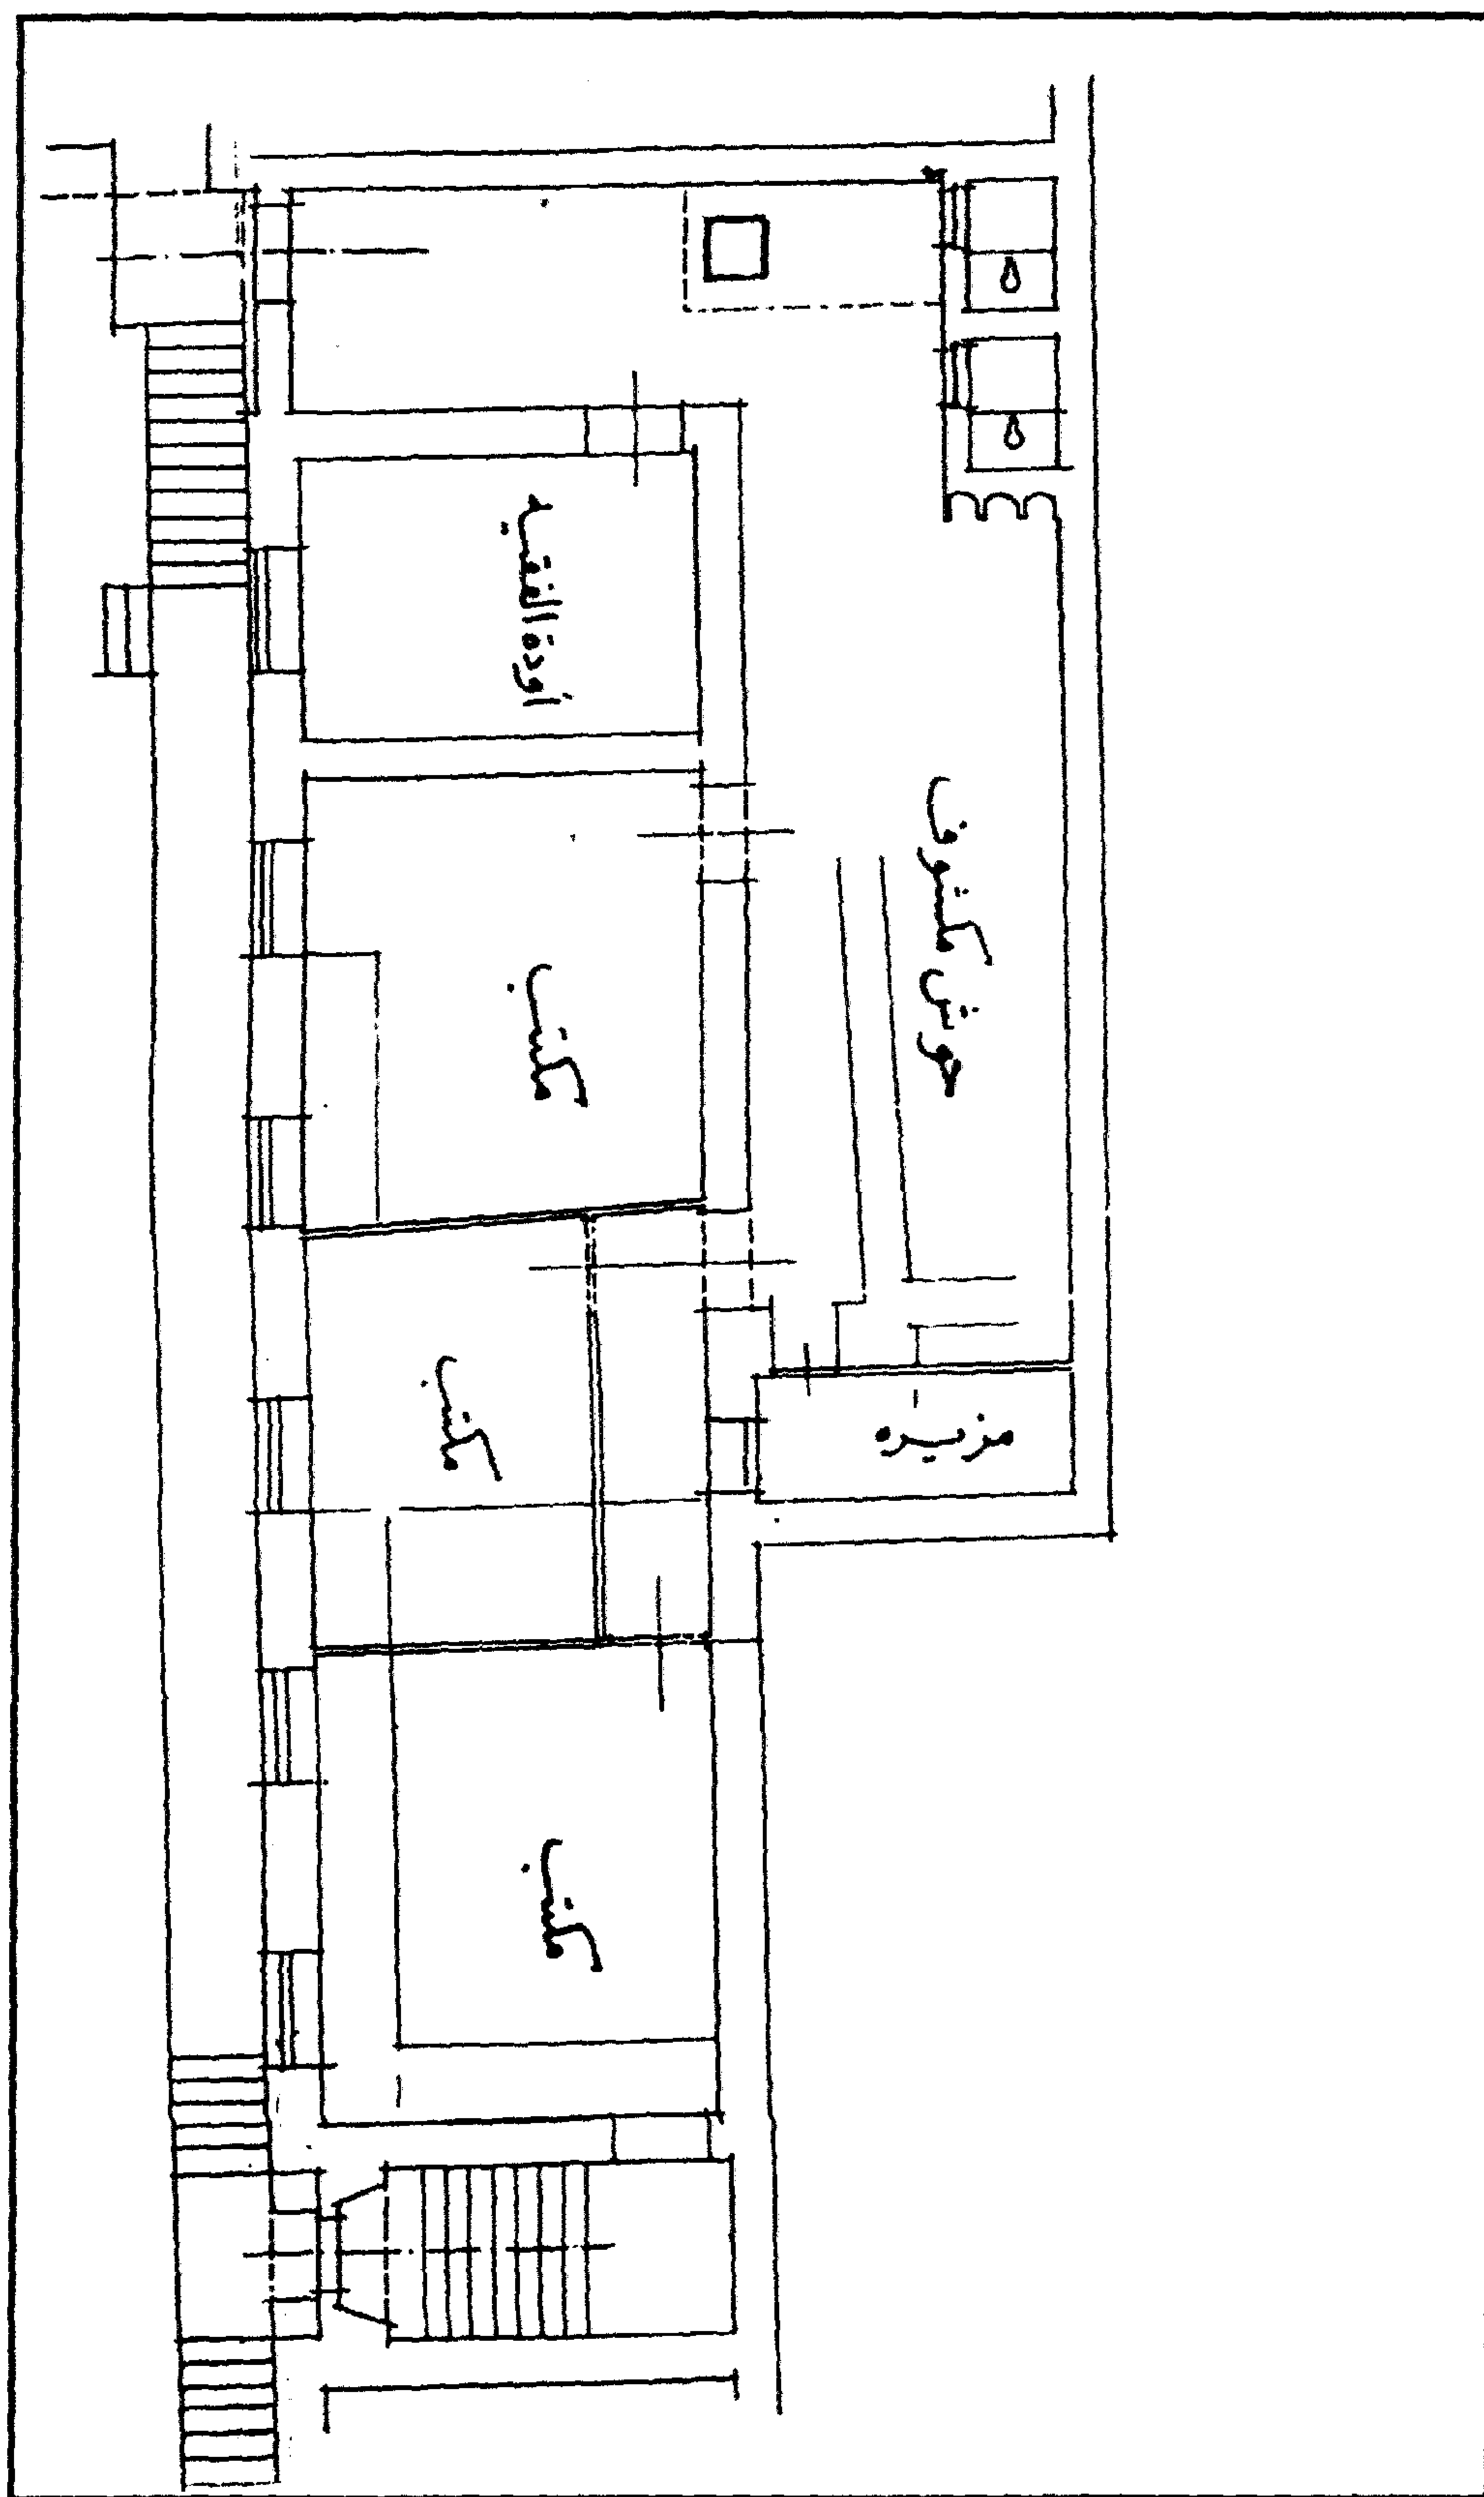 أودة الفقيه
حوش مكشوف
مكتب
مكتب
مزيره
مكتب